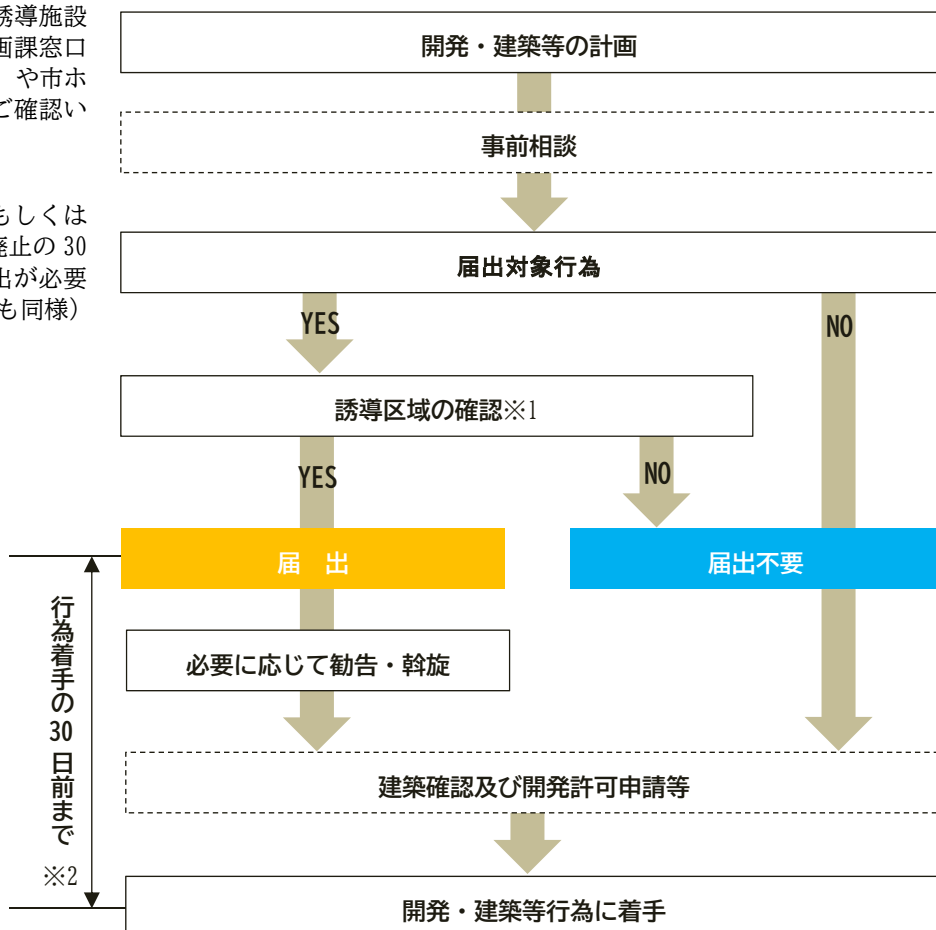 誘導施設
画課窓口
や市ホ
ご確認い
もしくは
廃止の 30
出が必要
も同様）
開発・建築等の計画
事前相談
届出対象行為
YES
NO
誘導区域の確認※1
YES
NO
届　出
届出不要
行為着手の30日前まで
※2
必要に応じて勧告・斡旋
建築確認及び開発許可申請等
開発・建築等行為に着手